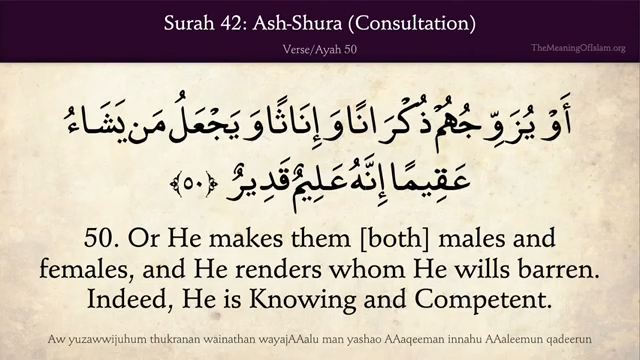 Surah 42: Ash-Shura (Consultation)
Verse/Ayah 50
TheMeaningOfIslam.org
أَوْ يُزَوِّجُهُمْ ذُكْرَانًا وَإِنَاثًا وَيَجْعَلُ مَن يَشَاءُ
عَقِيمًا إِنَّهُ عَلِيمٌ قَدِيرٌ ﴿٥٠﴾
50. Or He makes them [both] males and
females, and He renders whom He wills barren.
Indeed, He is Knowing and Competent.
Aw yuzawwijuhum thukranan wainathan wayajAAalu man yashao AAaqeeman innahu AAaleemun qadeerun